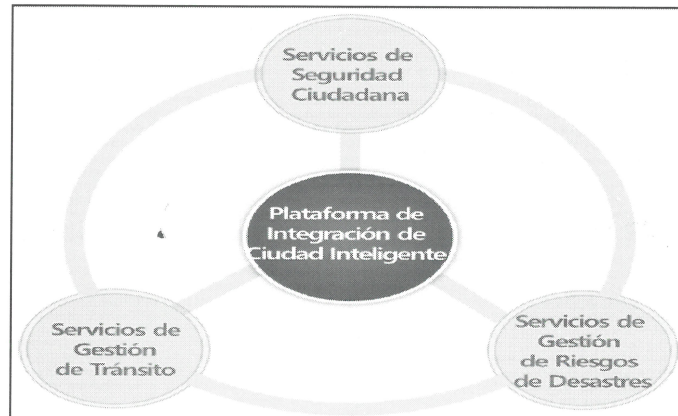 Servicios de
Seguridad
Ciudadana
Plataforma de
Integración de
Ciudad Inteligente
Servicios de
Gestión
de Tránsito
Servicios de
Gestión
de Riesgos
de Desastres